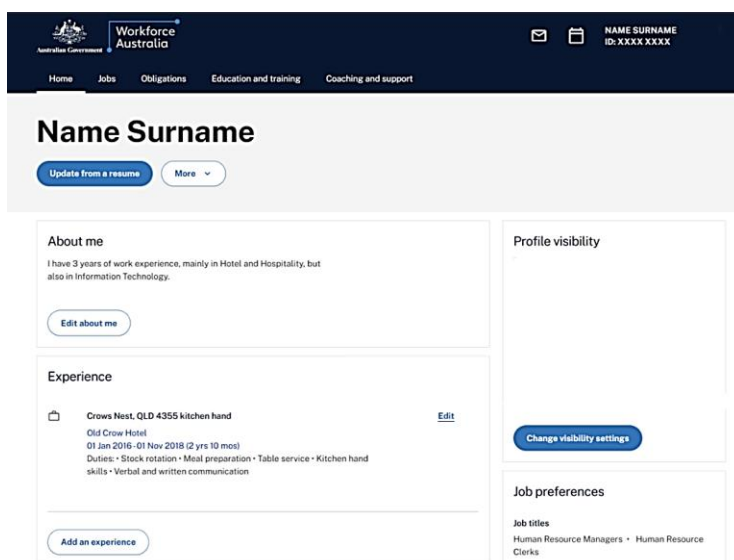 Australian Government
Workforce
Australia
NAME SURNAME
ID: XXXX XXXX
Home Jobs Obligations Education and training Coaching and support
Name Surname
Update from a resume More
About me
I have 3 years of work experience, mainly in Hotel and Hospitality, but
also in Information Technology.
Edit about me
Experience
Crows Nest, QLD 4355 kitchen hand Edit
Old Crow Hotel
01 Jan 2016 - 01 Nov 2018 (2 yrs 10 mos)
Duties: • Stock rotation • Meal preparation • Table service • Kitchen hand
skills • Verbal and written communication
Add an experience
Profile visibility
Change visibility settings
Job preferences
Job titles
Human Resource Managers • Human Resource
Clerks